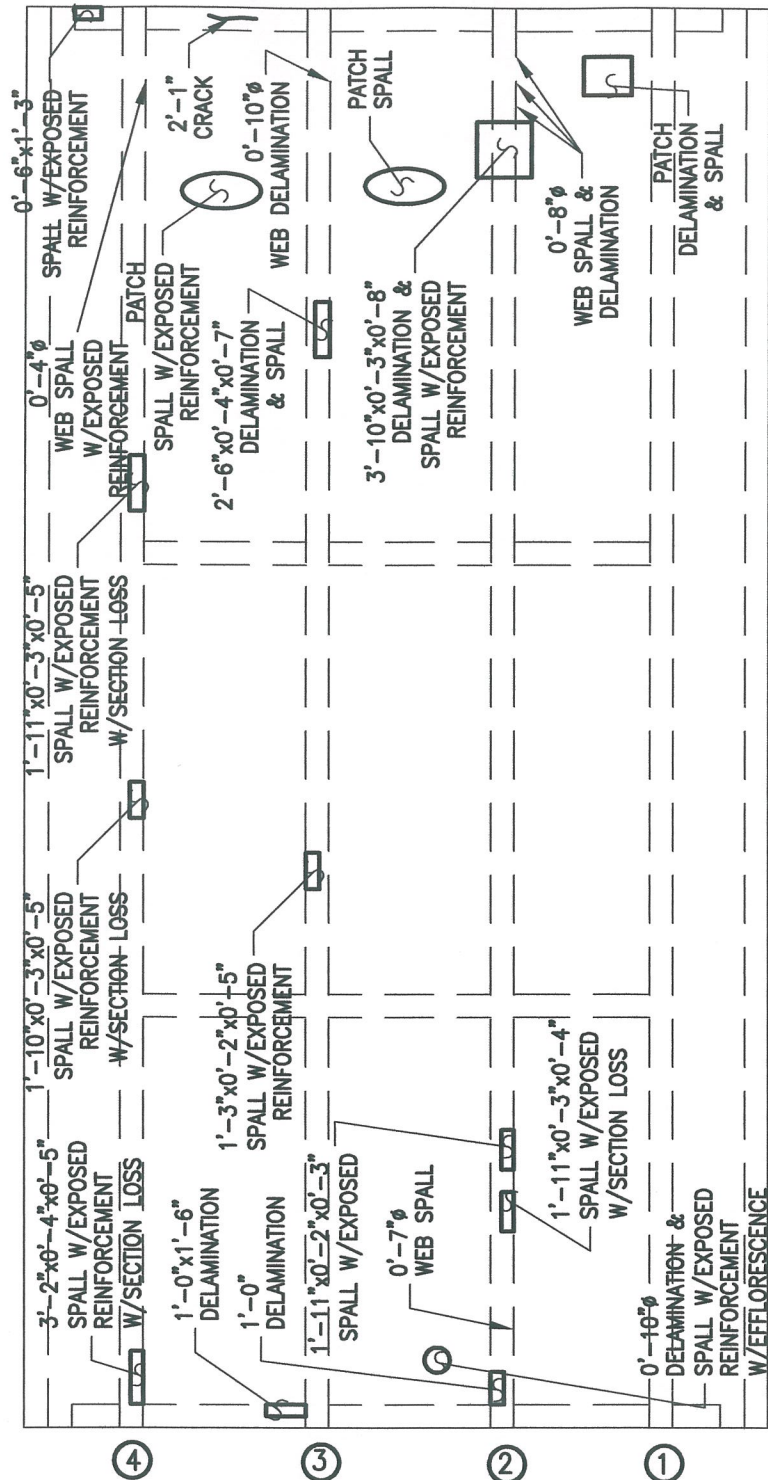 0'-6"x1'-3"
SPALL W/EXPOSED
REINFORCEMENT
0'-4"ø
WEB SPALL
W/EXPOSED
REINFORCEMENT
2'-1"
CRACK
PATCH
SPALL W/EXPOSED
REINFORCEMENT
0'-10"ø
WEB DELAMINATION
2'-6"x0'-4"x0'-7"
DELAMINATION
& SPALL
PATCH
SPALL
3'-10"x0'-3"x0'-8"
DELAMINATION &
SPALL W/EXPOSED
REINFORCEMENT
0'-8"ø
WEB SPALL &
DELAMINATION
PATCH
DELAMINATION
& SPALL
1'-11"x0'-3"x0'-5"
SPALL W/EXPOSED
REINFORCEMENT
W/SECTION LOSS
1'-10"x0'-3"x0'-5"
SPALL W/EXPOSED
REINFORCEMENT
W/SECTION LOSS
1'-3"x0'-2"x0'-5"
SPALL W/EXPOSED
REINFORCEMENT
3'-2"x0'-4"x0'-5"
SPALL W/EXPOSED
REINFORCEMENT
W/SECTION LOSS
1'-0"x1'-6"
DELAMINATION
1'-0"
DELAMINATION
1'-11"x0'-2"x0'-3"
SPALL W/EXPOSED
0'-7"ø
WEB SPALL
1'-11"x0'-3"x0'-4"
SPALL W/EXPOSED
W/SECTION LOSS
0'-10"ø
DELAMINATION &
SPALL W/EXPOSED
REINFORCEMENT
W/EFFLORESCENCE
4
3
2
1